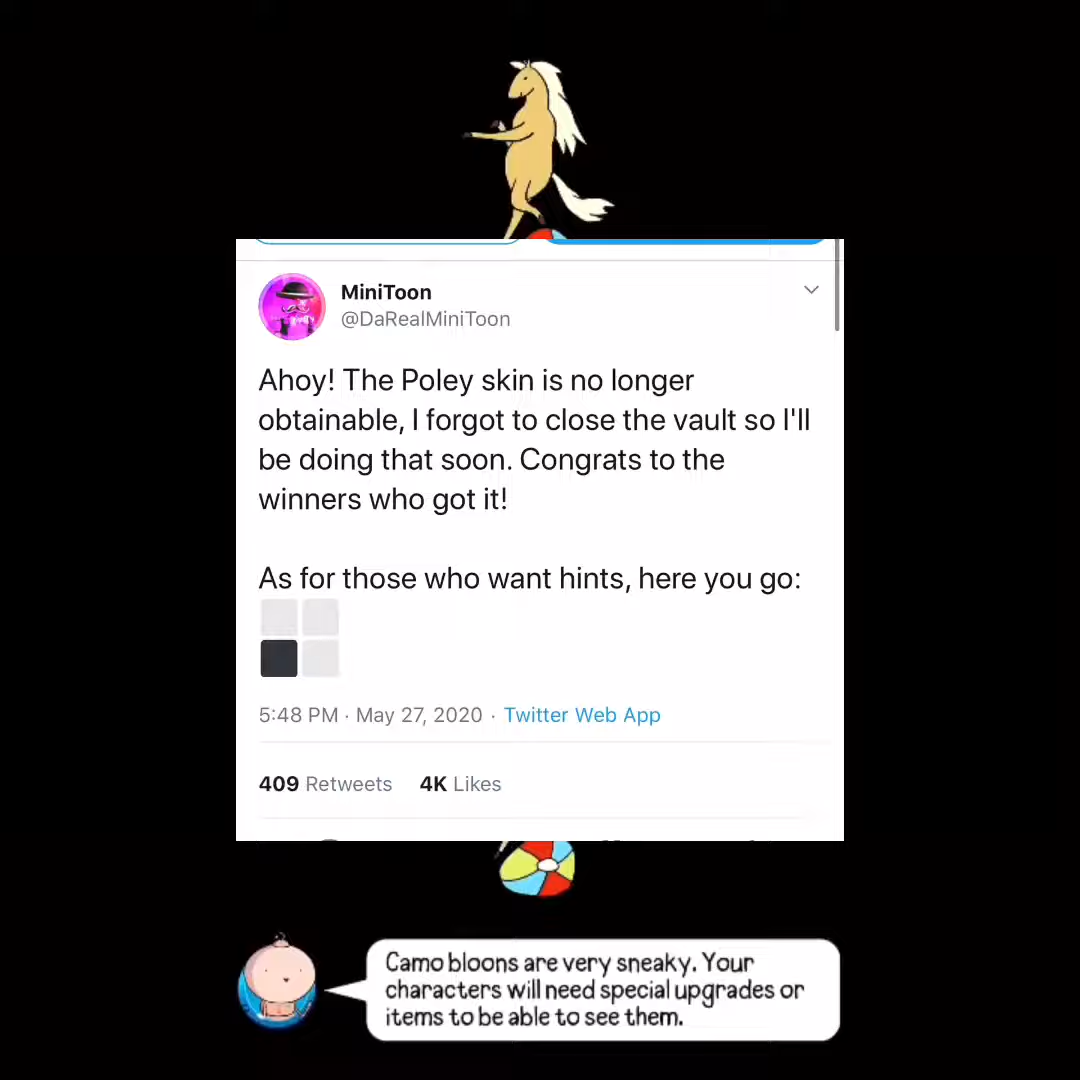 MiniToon
@DaRealMiniToon
Ahoy! The Poley skin is no longer
obtainable, I forgot to close the vault so I'll
be doing that soon. Congrats to the
winners who got it!
As for those who want hints, here you go:
5:48 PM · May 27, 2020 · Twitter Web App
409 Retweets 4K Likes
Camo bloons are very sneaky. Your
characters will need special upgrades or
items to be able to see them.